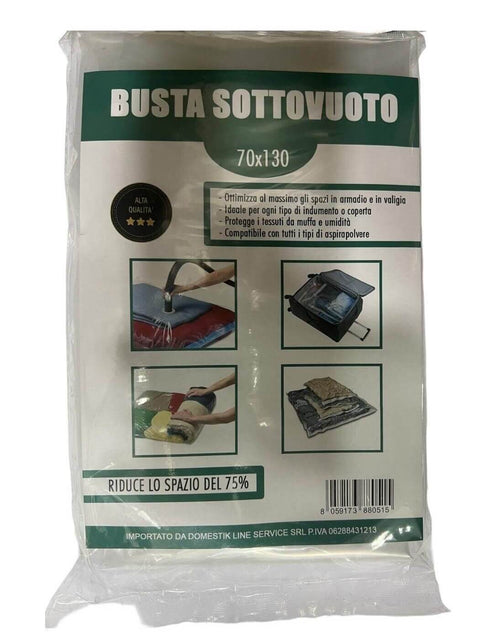 BUSTA SOTTOVUOTO
70x130
ALTA
QUALITA'
- Ottimizza al massimo gli spazi in armadio e in valigia
- Ideale per ogni tipo di indumento o coperta
- Protegge i tessuti da muffa e umidità
- Compatibile con tutti i tipi di aspirapolvere
RIDUCE LO SPAZIO DEL 75%
8 059173 880515
IMPORTATO DA DOMESTIK LINE SERVICE SRL P.IVA 06288431213